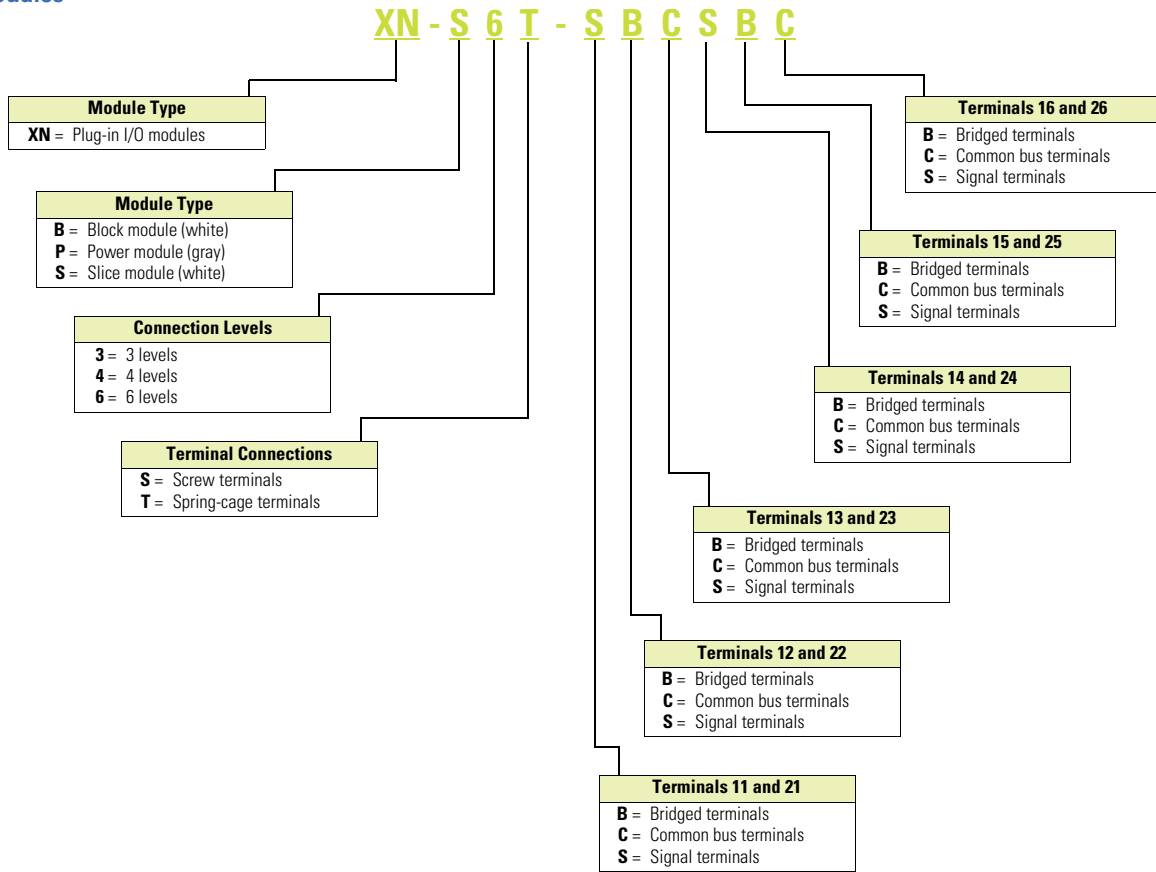 XN - S 6 T - S B C S B C
Module Type
XN = Plug-in I/O modules
Module Type
B = Block module (white)
P = Power module (gray)
S = Slice module (white)
Connection Levels
3 = 3 levels
4 = 4 levels
6 = 6 levels
Terminal Connections
S = Screw terminals
T = Spring-cage terminals
Terminals 16 and 26
B = Bridged terminals
C = Common bus terminals
S = Signal terminals
Terminals 15 and 25
B = Bridged terminals
C = Common bus terminals
S = Signal terminals
Terminals 14 and 24
B = Bridged terminals
C = Common bus terminals
S = Signal terminals
Terminals 13 and 23
B = Bridged terminals
C = Common bus terminals
S = Signal terminals
Terminals 12 and 22
B = Bridged terminals
C = Common bus terminals
S = Signal terminals
Terminals 11 and 21
B = Bridged terminals
C = Common bus terminals
S = Signal terminals